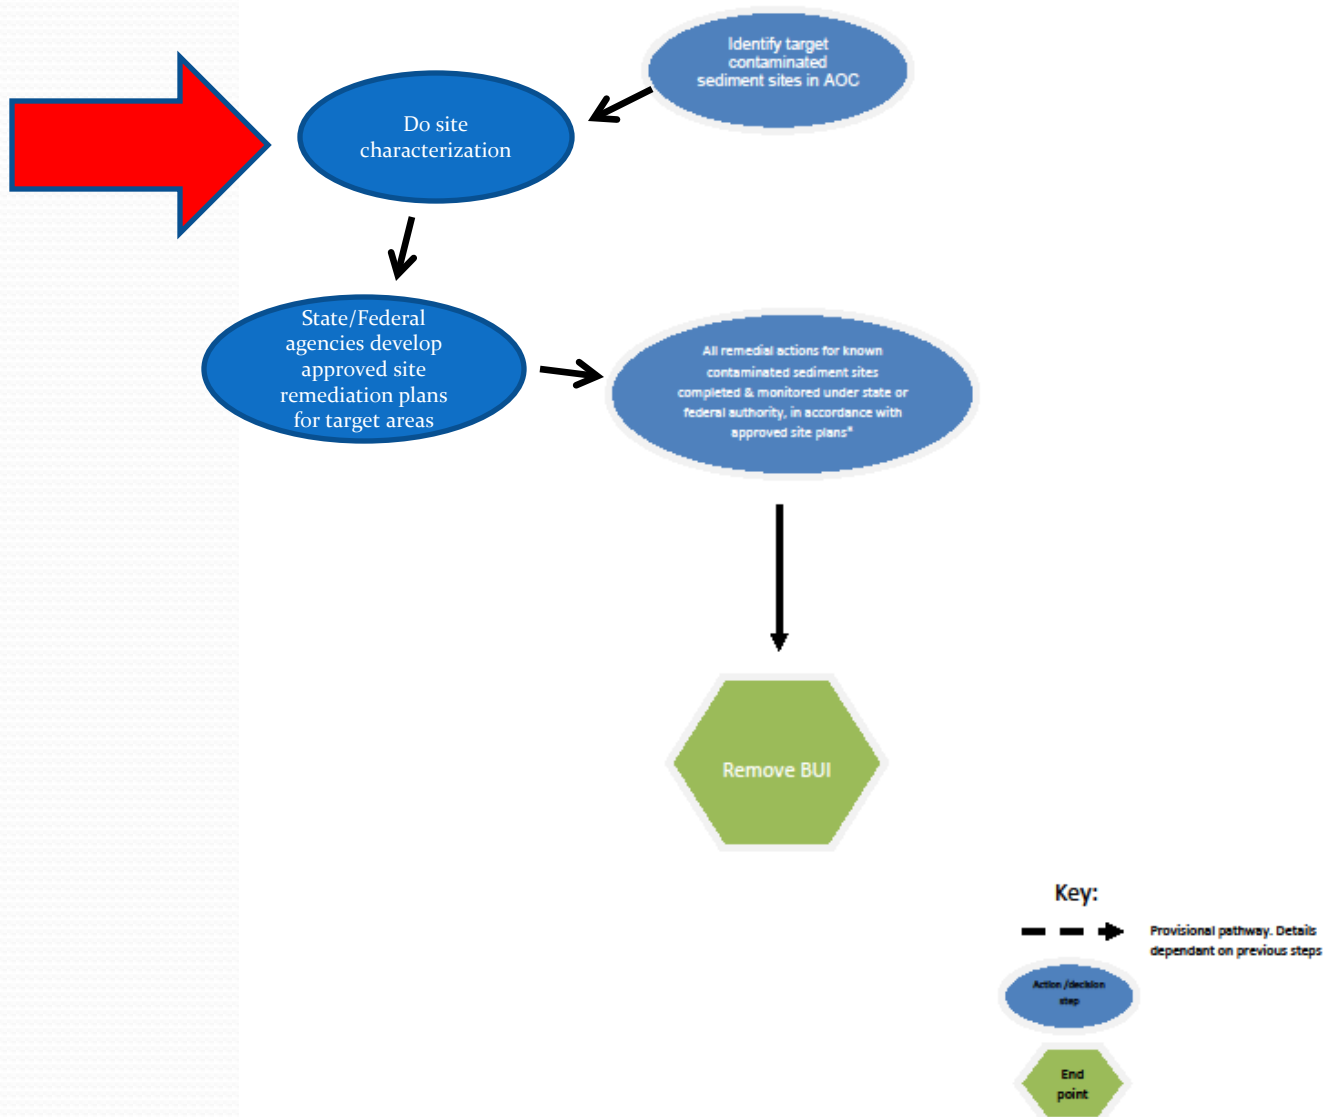 Identify target
contaminated
sediment sites in AOC
Do site
characterization
State/Federal
agencies develop
approved site
remediation plans
for target areas
All remedial actions for known
contaminated sediment sites
completed & monitored under state or
federal authority, in accordance with
approved site plans*
Remove BUI
Key:
Provisional pathway. Details
dependant on previous steps
Action /decision
step
End
point